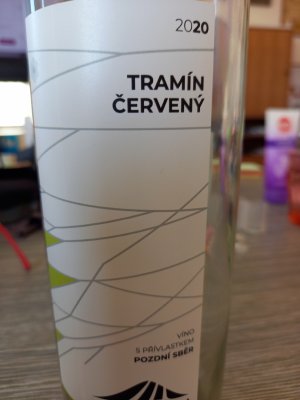 2020
TRAMÍN
ČERVENÝ
VÍNO
S PŘÍVLASTKEM
POZDNÍ SBĚR